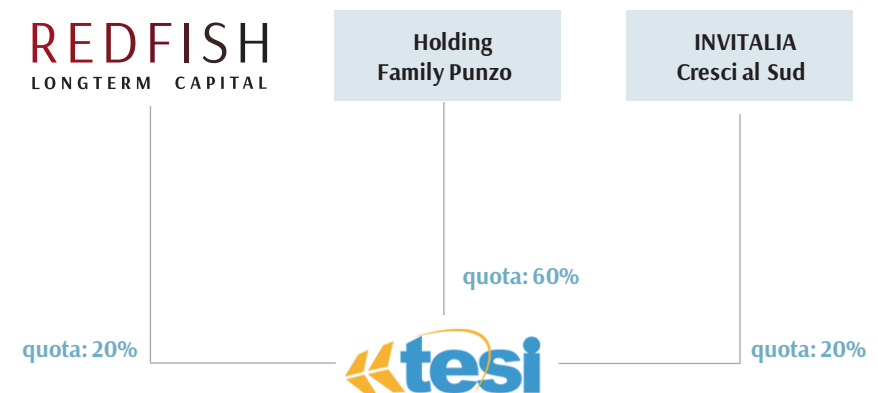 REDFISH
LONGTERM CAPITAL
Holding
Family Punzo
INVITALIA
Cresci al Sud
quota: 60%
quota: 20%
tesi
quota: 20%